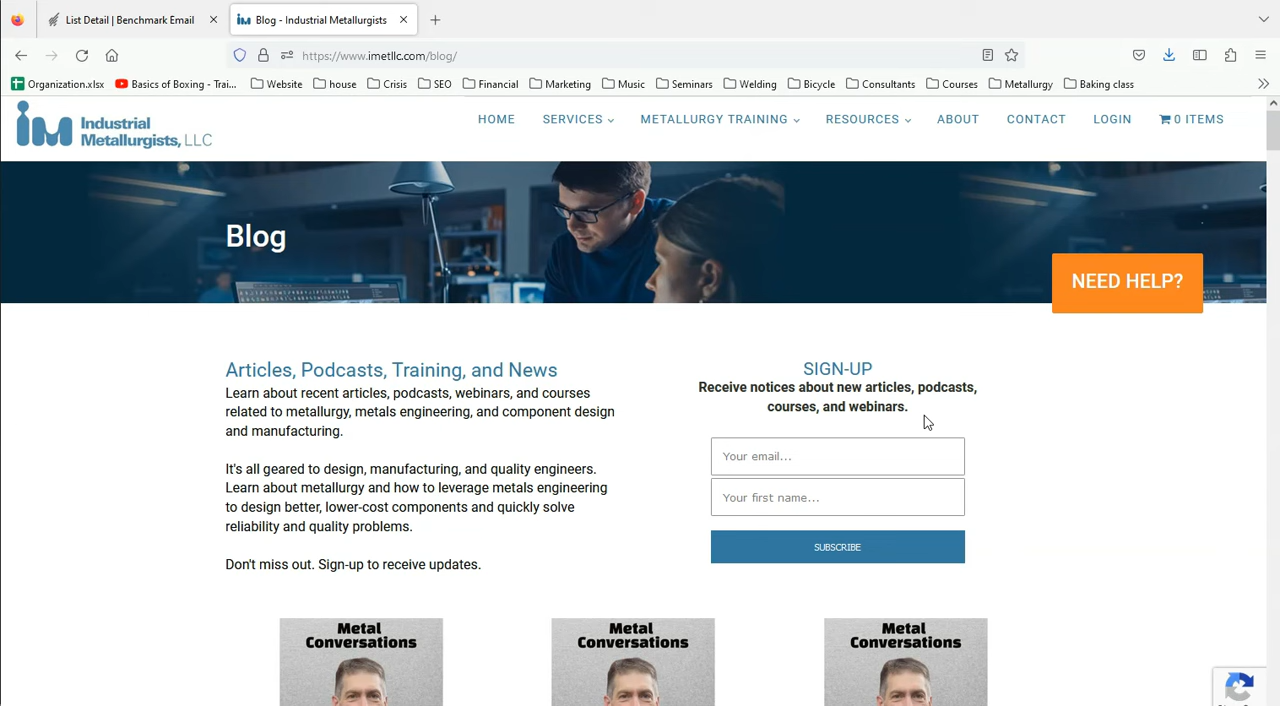 List Detail | Benchmark Email
Blog - Industrial Metallurgists
https://www.imetllc.com/blog/
Organization.xlsx
Basics of Boxing - Trai...
Website
house
Crisis
SEO
Financial
Marketing
Music
Seminars
Welding
Bicycle
Consultants
Courses
Metallurgy
Baking class
im Industrial Metallurgists, LLC
HOME
SERVICES
METALLURGY TRAINING
RESOURCES
ABOUT
CONTACT
LOGIN
0 ITEMS
Blog
NEED HELP?
Articles, Podcasts, Training, and News
Learn about recent articles, podcasts, webinars, and courses
related to metallurgy, metals engineering, and component design
and manufacturing.
It's all geared to design, manufacturing, and quality engineers.
Learn about metallurgy and how to leverage metals engineering
to design better, lower-cost components and quickly solve
reliability and quality problems.
Don't miss out. Sign-up to receive updates.
SIGN-UP
Receive notices about new articles, podcasts,
courses, and webinars.
Your email...
Your first name...
SUBSCRIBE
Metal
Conversations
Metal
Conversations
Metal
Conversations